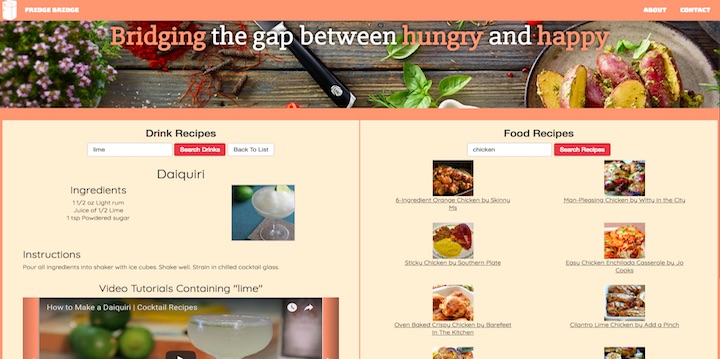 FREDGE BREDGE
ABOUT
CONTACT
Bridging the gap between hungry and happy
Drink Recipes
lime
Search Drinks
Back To List
Daiquiri
Ingredients
1 1/2 oz Light rum
Juice of 1/2 Lime
1 tsp Powdered sugar
Instructions
Pour all ingredients into shaker with ice cubes. Shake well. Strain in chilled cocktail glass.
Video Tutorials Containing "lime"
How to Make a Daiquiri | Cocktail Recipes
Food Recipes
chicken
Search Recipes
6-Ingredient Orange Chicken by Skinny
Ms
Man-Pleasing Chicken by Witty in the City
Sticky Chicken by Southern Plate
Easy Chicken Enchilada Casserole by Jo
Cooks
Oven Baked Crispy Chicken by Barefeet
In The Kitchen
Cilantro Lime Chicken by Add a Pinch